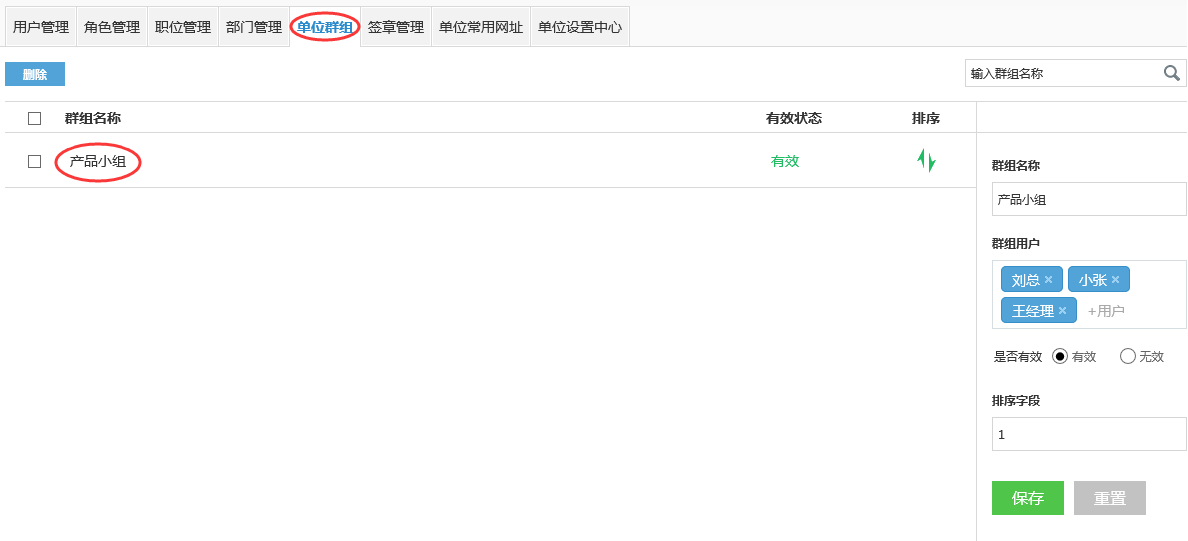 用户管理 角色管理 职位管理 部门管理 单位群组 签章管理 单位常用网址 单位设置中心
删除 输入群组名称
群组名称 有效状态 排序
产品小组 有效
群组名称
产品小组
群组用户
刘总 × 小张 ×
王经理 × +用户
是否有效 有效 无效
排序字段
1
保存 重置